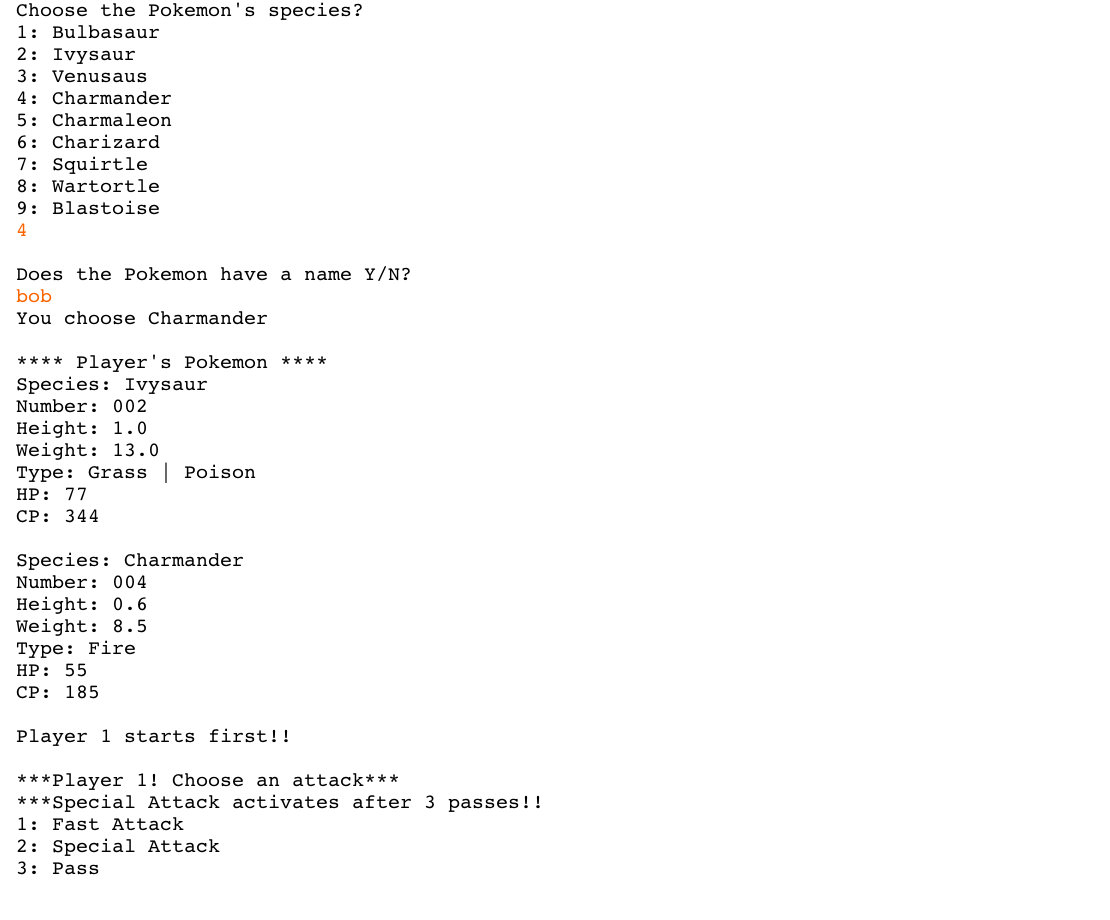 Choose the Pokemon's species?
1: Bulbasaur
2: Ivysaur
3: Venusaus
4: Charmander
5: Charmaleon
6: Charizard
7: Squirtle
8: Wartortle
9: Blastoise
4
Does the Pokemon have a name Y/N?
bob
You choose Charmander
**** Player's Pokemon ****
Species: Ivysaur
Number: 002
Height: 1.0
Weight: 13.0
Type: Grass | Poison
HP: 77
CP: 344
Species: Charmander
Number: 004
Height: 0.6
Weight: 8.5
Type: Fire
HP: 55
CP: 185
Player 1 starts first!!
***Player 1! Choose an attack***
***Special Attack activates after 3 passes!!
1: Fast Attack
2: Special Attack
3: Pass